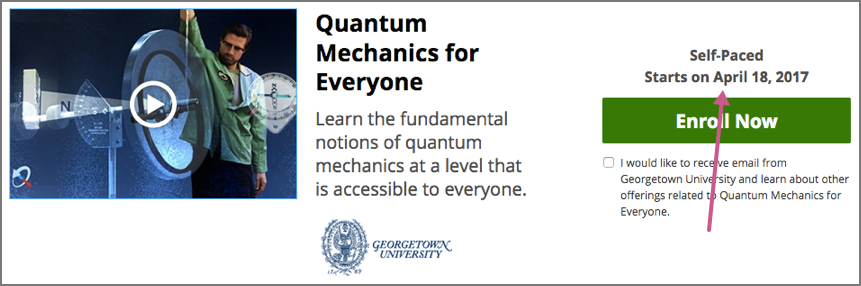 Quantum
Mechanics for
Everyone
Learn the fundamental
notions of quantum
mechanics at a level that
is accessible to everyone.
GEORGETOWN
UNIVERSITY
17 89
Self-Paced
Starts on April 18, 2017
Enroll Now
I would like to receive email from
Georgetown University and learn about other
offerings related to Quantum Mechanics for
Everyone.
N